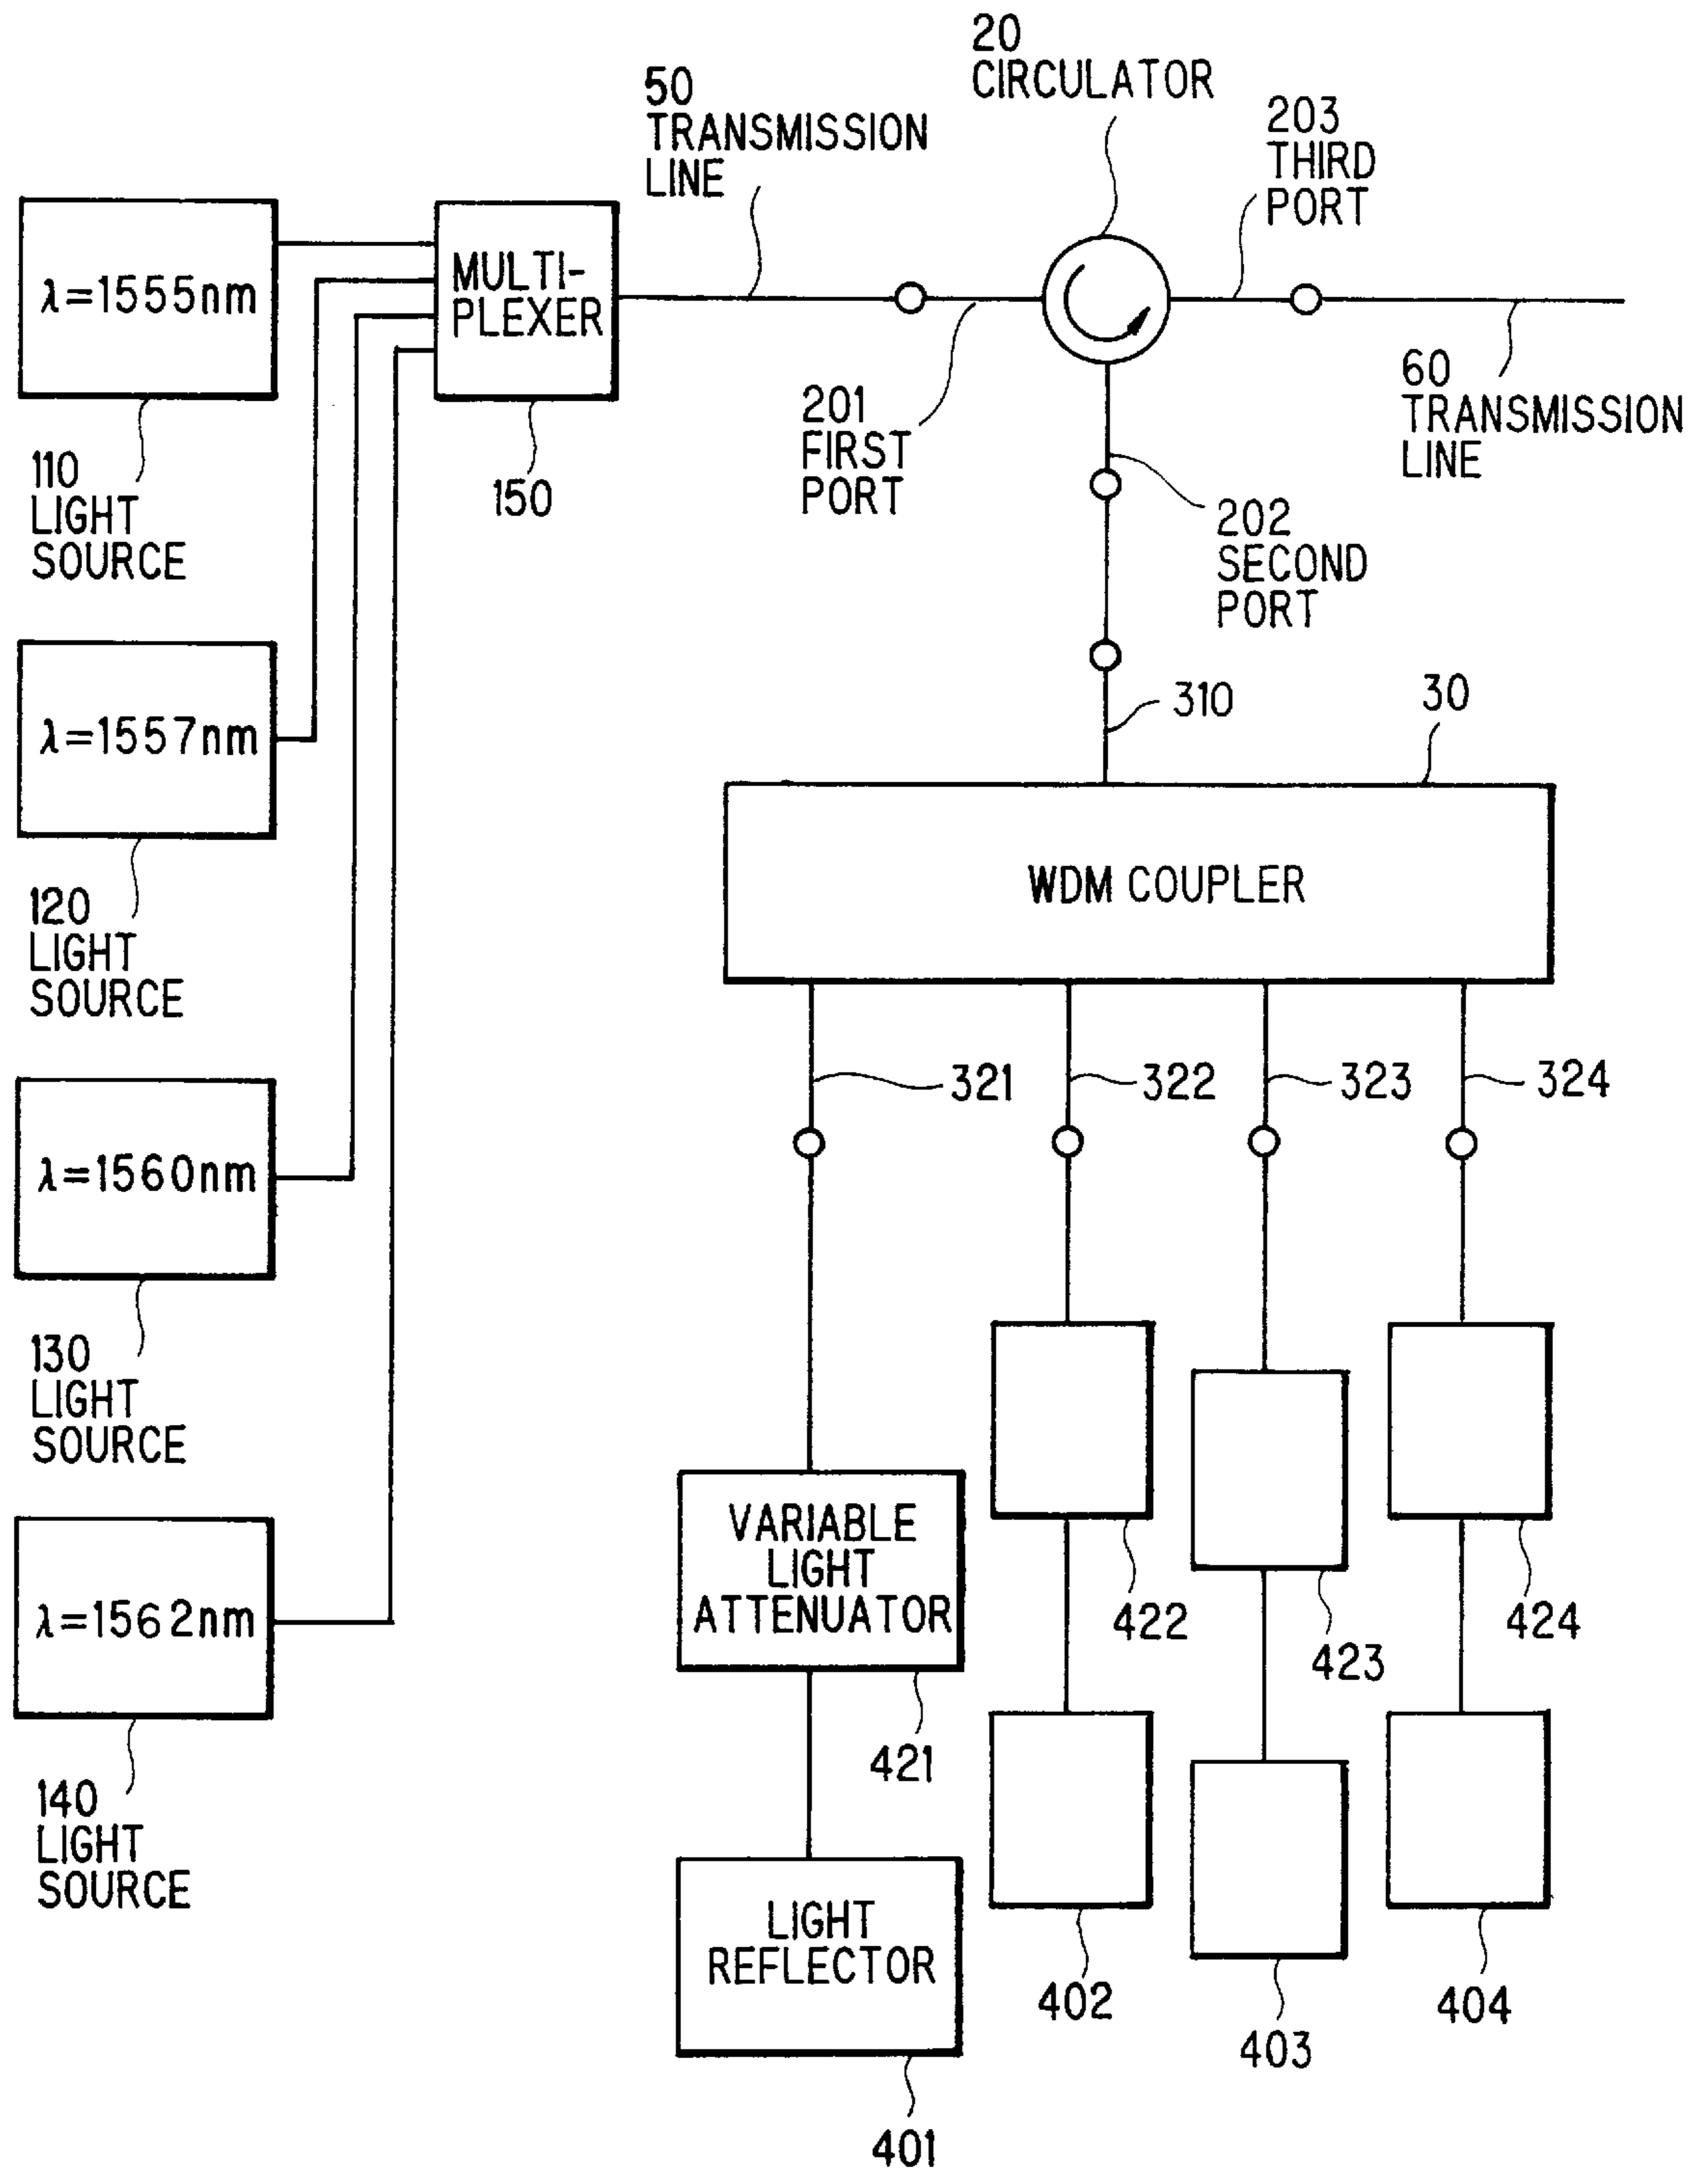 20
CIRCULATOR
50
TRANSMISSION
LINE
203
THIRD
PORT
λ=1555nm
MULTI-
PLEXER
60
TRANSMISSION
LINE
201
FIRST
PORT
110
LIGHT
SOURCE
150
202
SECOND
PORT
λ=1557nm
310
30
WDM COUPLER
120
LIGHT
SOURCE
321
322
323
324
λ=1560nm
130
LIGHT
SOURCE
VARIABLE
LIGHT
ATTENUATOR
λ=1562nm
422
423
424
421
140
LIGHT
SOURCE
LIGHT
REFLECTOR
402
403
404
401